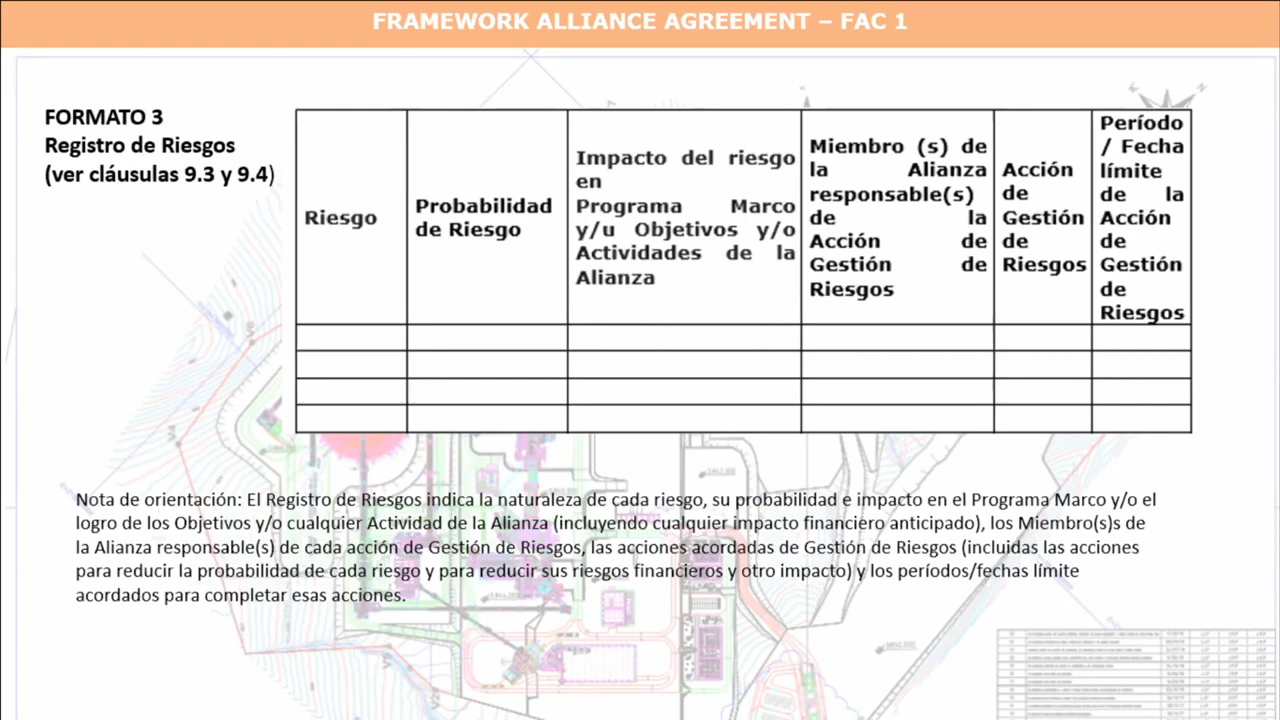 FRAMEWORK ALLIANCE AGREEMENT – FAC 1
FORMATO 3
Registro de Riesgos
(ver cláusulas 9.3 y 9.4)
Riesgo
Probabilidad
de Riesgo
Impacto del riesgo
en
Programa Marco
y/u Objetivos y/o
Actividades de la
Alianza
Miembro (s) de
la Alianza
responsable(s)
de la
Acción de
Gestión de
Riesgos
Acción
de
Gestión
de
Riesgos
Período
/ Fecha
límite
de la
Acción
de
Gestión
de
Riesgos
Nota de orientación: El Registro de Riesgos indica la naturaleza de cada riesgo, su probabilidad e impacto en el Programa Marco y/o el
logro de los Objetivos y/o cualquier Actividad de la Alianza (incluyendo cualquier impacto financiero anticipado), los Miembro(s)s de
la Alianza responsable(s) de cada acción de Gestión de Riesgos, las acciones acordadas de Gestión de Riesgos (incluidas las acciones
para reducir la probabilidad de cada riesgo y para reducir sus riesgos financieros y otro impacto) y los períodos/fechas límite
acordados para completar esas acciones.